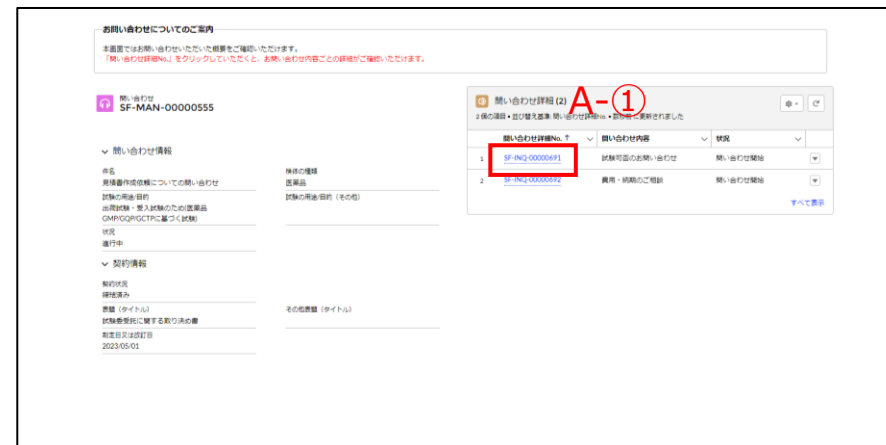 お問い合わせについてのご案内
本画面ではお問い合わせいただいた概要をご確認いただけます。
「問い合わせ詳細No.」をクリックしていただくと、お問い合わせ内容ごとの詳細がご確認いただけます。
問い合わせ
SF-MAN-00000555
問い合わせ情報
件名
見積書作成依頼についての問い合わせ
検体の種類
医薬品
試験の用途/目的
出荷試験・受入試験のため(医薬品
GMP/GQP/GCTPに基づく試験)
試験の用途/目的（その他）
状況
進行中
契約情報
契約状況
締結済み
表題（タイトル）
試験委受託に関する取り決め書
その他表題（タイトル）
制定日又は改訂日
2023/05/01
問い合わせ詳細 (2)
A-①
2 個の項目 • 並び替え基準: 問い合わせ詳細No. • 数秒前 に更新されました
問い合わせ詳細No. ↑ 問い合わせ内容 状況
1 SF-INQ-00000691 試験可否のお問い合わせ 問い合わせ開始
2 SF-INQ-00000692 費用・納期のご相談 問い合わせ開始
すべて表示